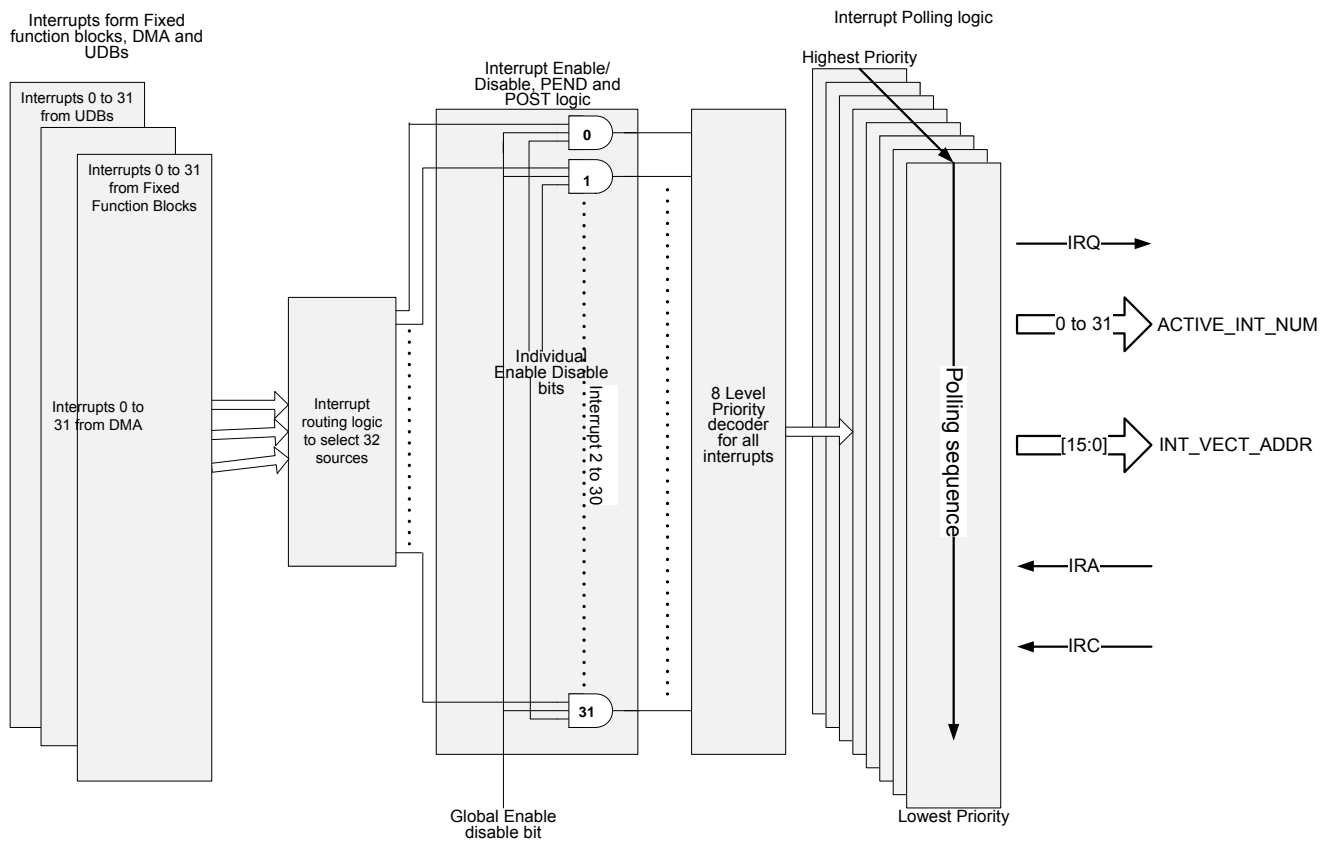 Interrupts form Fixed
function blocks, DMA and
UDBs
Interrupts 0 to 31
from UDBs
Interrupts 0 to 31
from Fixed
Function Blocks
Interrupts 0 to
31 from DMA
Interrupt
routing logic
to select 32
sources
Interrupt Enable/
Disable, PEND and
POST logic
0
1
Individual
Enable Disable
bits
Interrupt 2 to 30
31
Global Enable
disable bit
8 Level
Priority
decoder
for all
interrupts
Interrupt Polling logic
Highest Priority
Polling sequence
Lowest Priority
IRQ
0 to 31
ACTIVE_INT_NUM
[15:0]
INT_VECT_ADDR
IRA
IRC